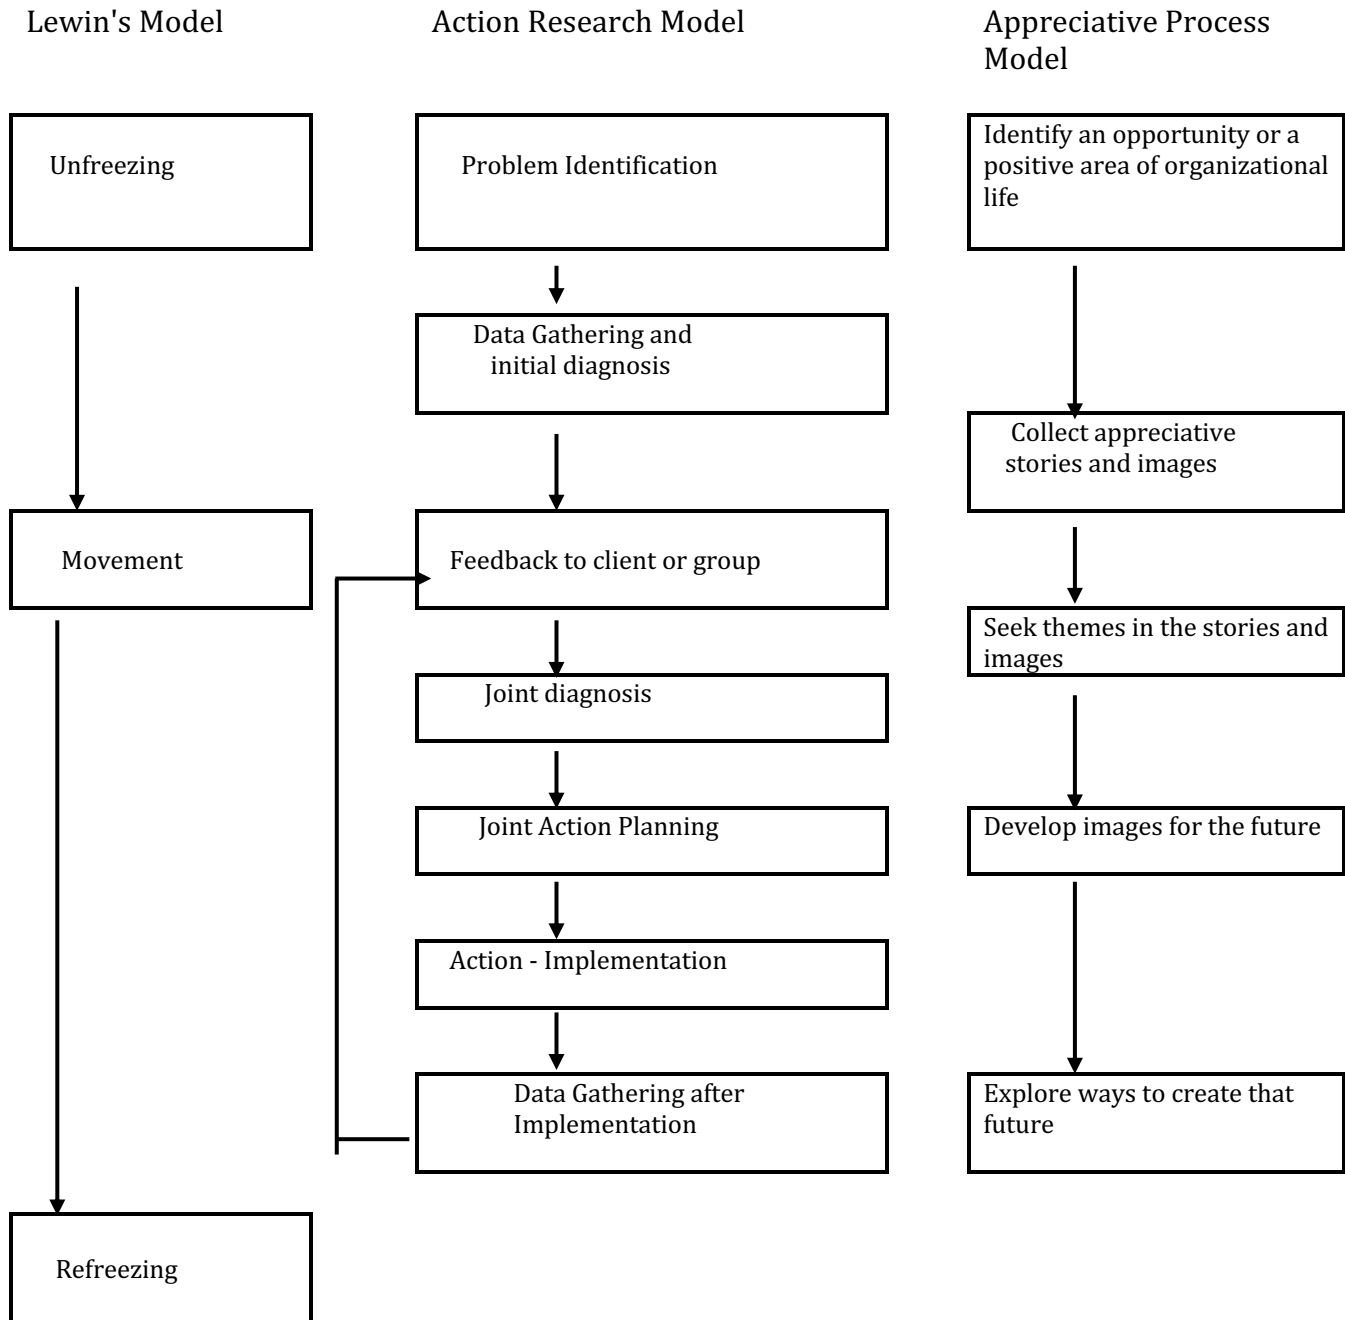 Lewin's Model
Action Research Model
Appreciative Process
Model
Unfreezing
Movement
Refreezing
Problem Identification
Data Gathering and
initial diagnosis
Feedback to client or group
Joint diagnosis
Joint Action Planning
Action - Implementation
Data Gathering after
Implementation
Identify an opportunity or a
positive area of organizational
life
Collect appreciative
stories and images
Seek themes in the stories and
images
Develop images for the future
Explore ways to create that
future